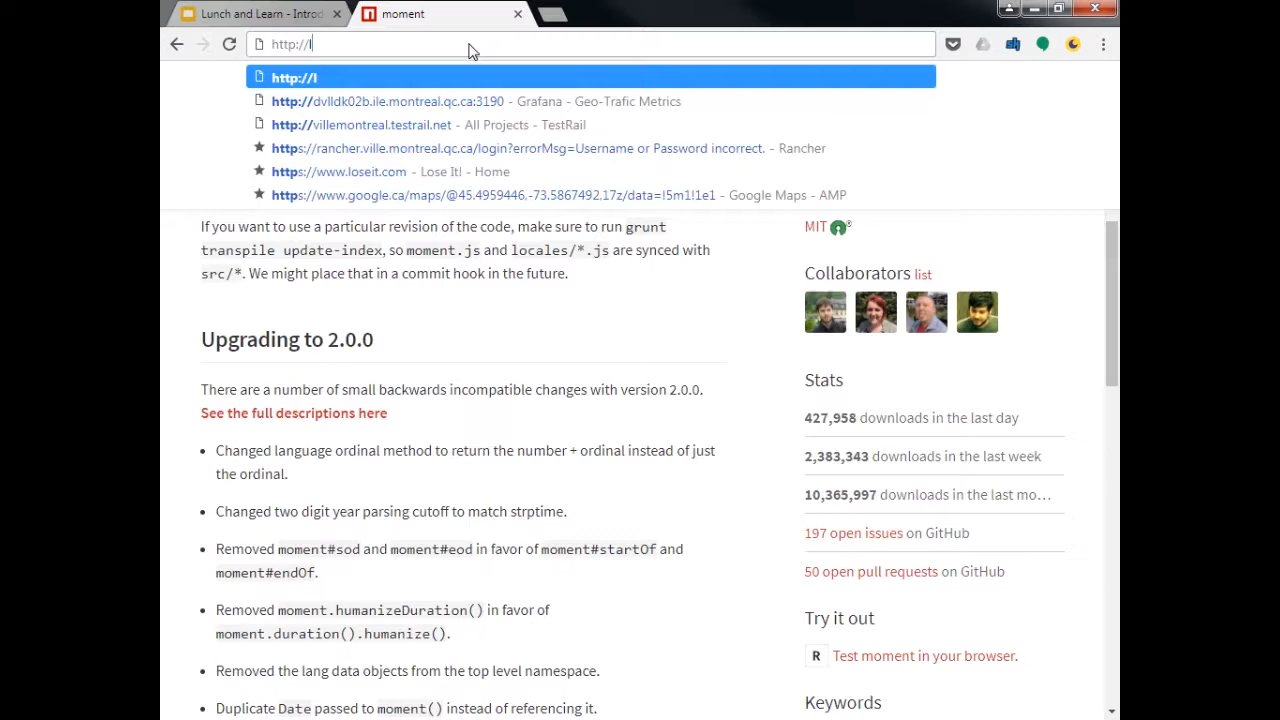 Lunch and Learn - Introd
moment
http://l
http://l
http://dvlldk02b.ile.montreal.qc.ca:3190 - Grafana - Geo-Trafic Metrics
http://villemontreal.testrail.net - All Projects - TestRail
https://rancher.ville.montreal.qc.ca/login?errorMsg=Username or Password incorrect. - Rancher
https://www.loseit.com - Lose It! - Home
https://www.google.ca/maps/@45.4959446,-73.5867492,17z/data=!5m1!1e1 - Google Maps - AMP
If you want to use a particular revision of the code, make sure to run grunt
transpile update-index, so moment.js and locales/*.js are synced with
src/*. We might place that in a commit hook in the future.
Upgrading to 2.0.0
There are a number of small backwards incompatible changes with version 2.0.0.
See the full descriptions here
• Changed language ordinal method to return the number + ordinal instead of just
the ordinal.
• Changed two digit year parsing cutoff to match strptime.
• Removed moment#sod and moment#eod in favor of moment#startOf and
moment#endOf.
• Removed moment.humanizeDuration() in favor of
moment.duration().humanize().
• Removed the lang data objects from the top level namespace.
• Duplicate Date passed to moment() instead of referencing it.
MIT
Collaborators list
Stats
427,958 downloads in the last day
2,383,343 downloads in the last week
10,365,997 downloads in the last mo…
197 open issues on GitHub
50 open pull requests on GitHub
Try it out
R Test moment in your browser.
Keywords